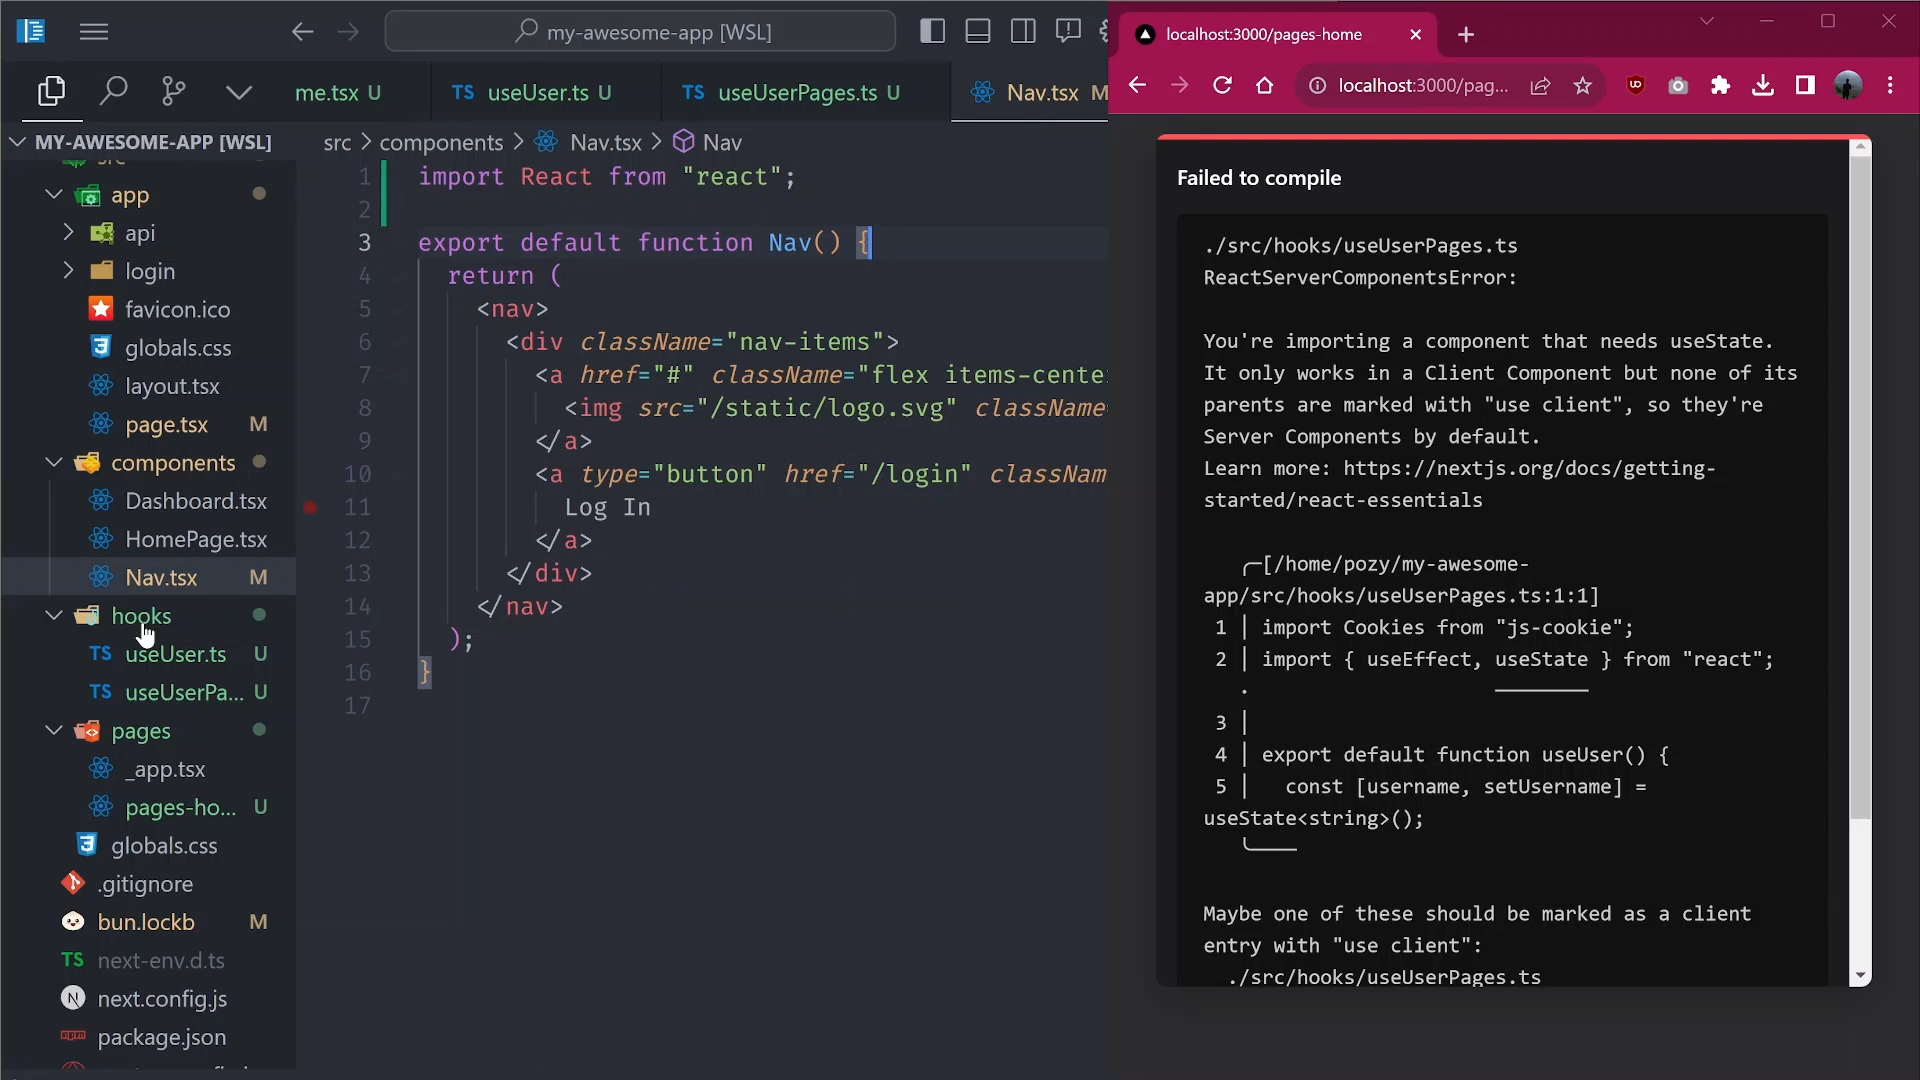 my-awesome-app [WSL]
me.tsx U
TS useUser.ts U
TS useUserPages.ts U
Nav.tsx M
MY-AWESOME-APP [WSL]
src > components > Nav.tsx > Nav
src
app
api
login
favicon.ico
globals.css
layout.tsx
page.tsx M
components
Dashboard.tsx
HomePage.tsx
Nav.tsx M
hooks
TS useUser.ts U
TS useUserPa... U
pages
_app.tsx
pages-ho... U
globals.css
.gitignore
bun.lockb M
TS next-env.d.ts
N next.config.js
package.json
1 import React from "react";
2
3 export default function Nav() {
4 return (
5 <nav>
6 <div className="nav-items">
7 <a href="#" className="flex items-cente
8 <img src="/static/logo.svg" className
9 </a>
10 <a type="button" href="/login" classNam
11 Log In
12 </a>
13 </div>
14 </nav>
15 );
16 }
17
localhost:3000/pages-home
localhost:3000/pag...
Failed to compile
./src/hooks/useUserPages.ts
ReactServerComponentsError:
You're importing a component that needs useState.
It only works in a Client Component but none of its
parents are marked with "use client", so they're
Server Components by default.
Learn more: https://nextjs.org/docs/getting-
started/react-essentials
╭─[/home/pozy/my-awesome-
app/src/hooks/useUserPages.ts:1:1]
1 │ import Cookies from "js-cookie";
2 │ import { useEffect, useState } from "react";
· ────────
3 │
4 │ export default function useUser() {
5 │ const [username, setUsername] =
useState<string>();
╰────
Maybe one of these should be marked as a client
entry with "use client":
./src/hooks/useUserPages.ts